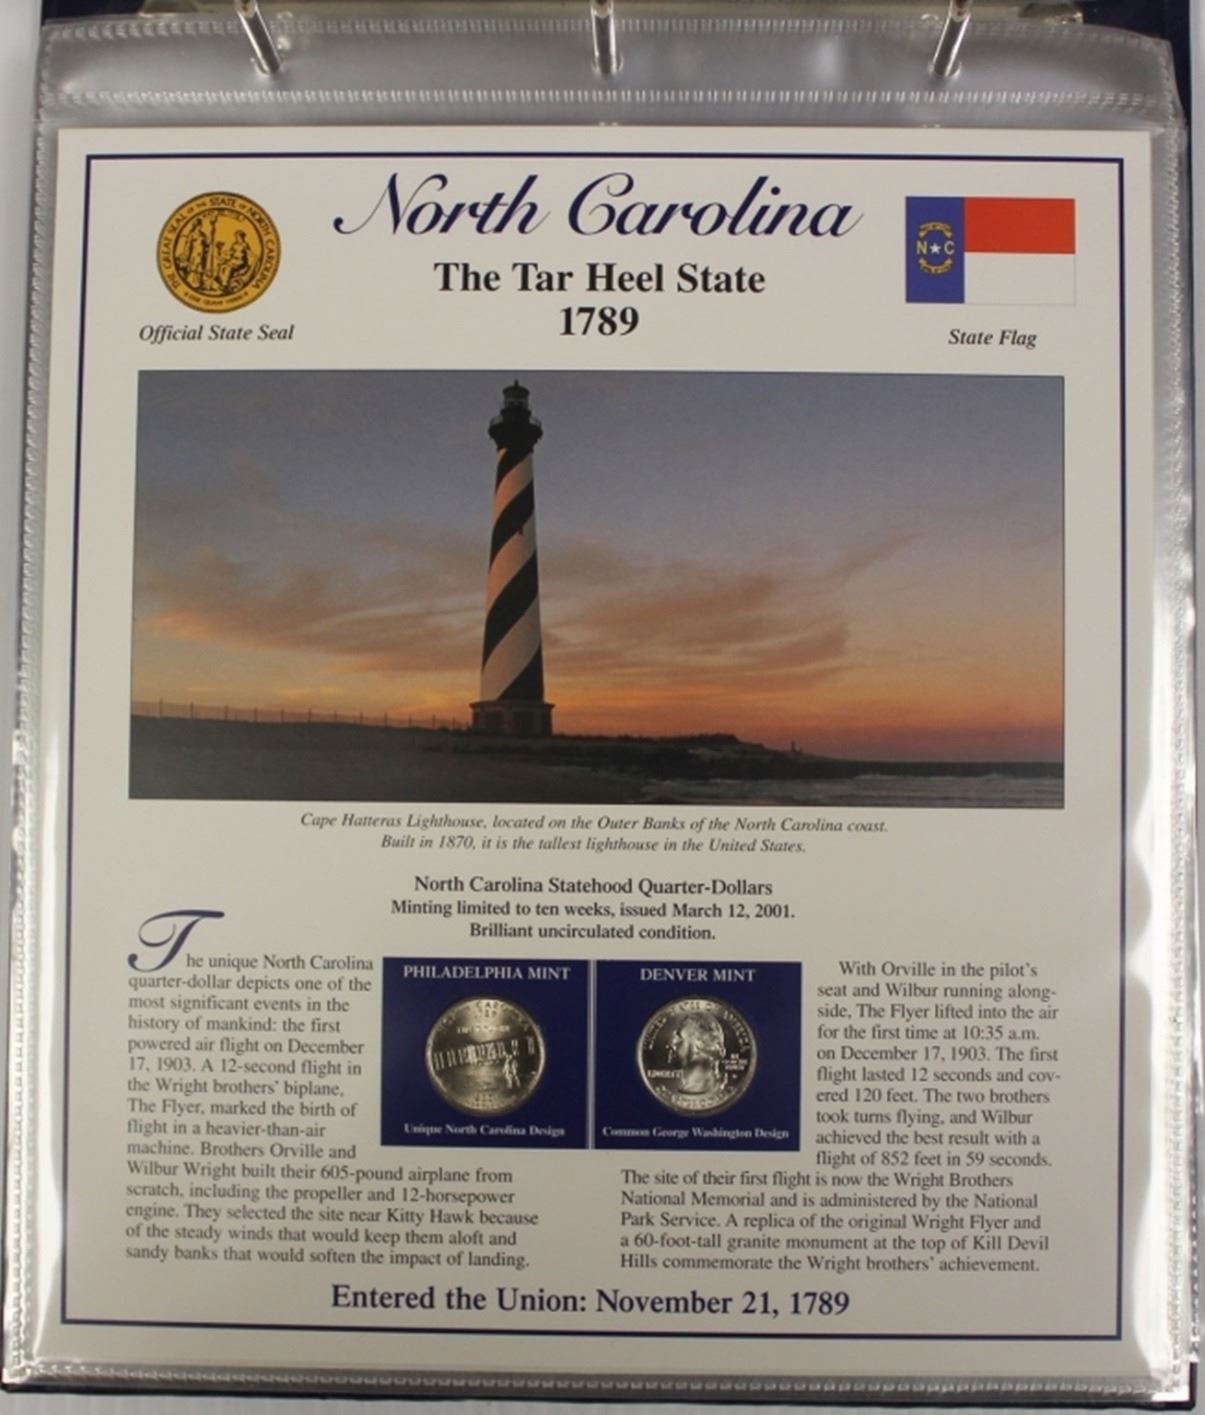 North Carolina
The Tar Heel State
1789
THE GREAT SEAL OF THE STATE OF NORTH CAROLINA
Official State Seal
N★C
State Flag
Cape Hatteras Lighthouse, located on the Outer Banks of the North Carolina coast.
Built in 1870, it is the tallest lighthouse in the United States.
North Carolina Statehood Quarter-Dollars
Minting limited to ten weeks, issued March 12, 2001.
Brilliant uncirculated condition.
The unique North Carolina
quarter-dollar depicts one of the
most significant events in the
history of mankind: the first
powered air flight on December
17, 1903. A 12-second flight in
the Wright brothers' biplane,
The Flyer, marked the birth of
flight in a heavier-than-air
machine. Brothers Orville and
Wilbur Wright built their 605-pound airplane from
scratch, including the propeller and 12-horsepower
engine. They selected the site near Kitty Hawk because
of the steady winds that would keep them aloft and
sandy banks that would soften the impact of landing.
PHILADELPHIA MINT
Unique North Carolina Design
DENVER MINT
LIBERTY
Common George Washington Design
With Orville in the pilot's
seat and Wilbur running along-
side, The Flyer lifted into the air
for the first time at 10:35 a.m.
on December 17, 1903. The first
flight lasted 12 seconds and cov-
ered 120 feet. The two brothers
took turns flying, and Wilbur
achieved the best result with a
flight of 852 feet in 59 seconds.
The site of their first flight is now the Wright Brothers
National Memorial and is administered by the National
Park Service. A replica of the original Wright Flyer and
a 60-foot-tall granite monument at the top of Kill Devil
Hills commemorate the Wright brothers' achievement.
Entered the Union: November 21, 1789